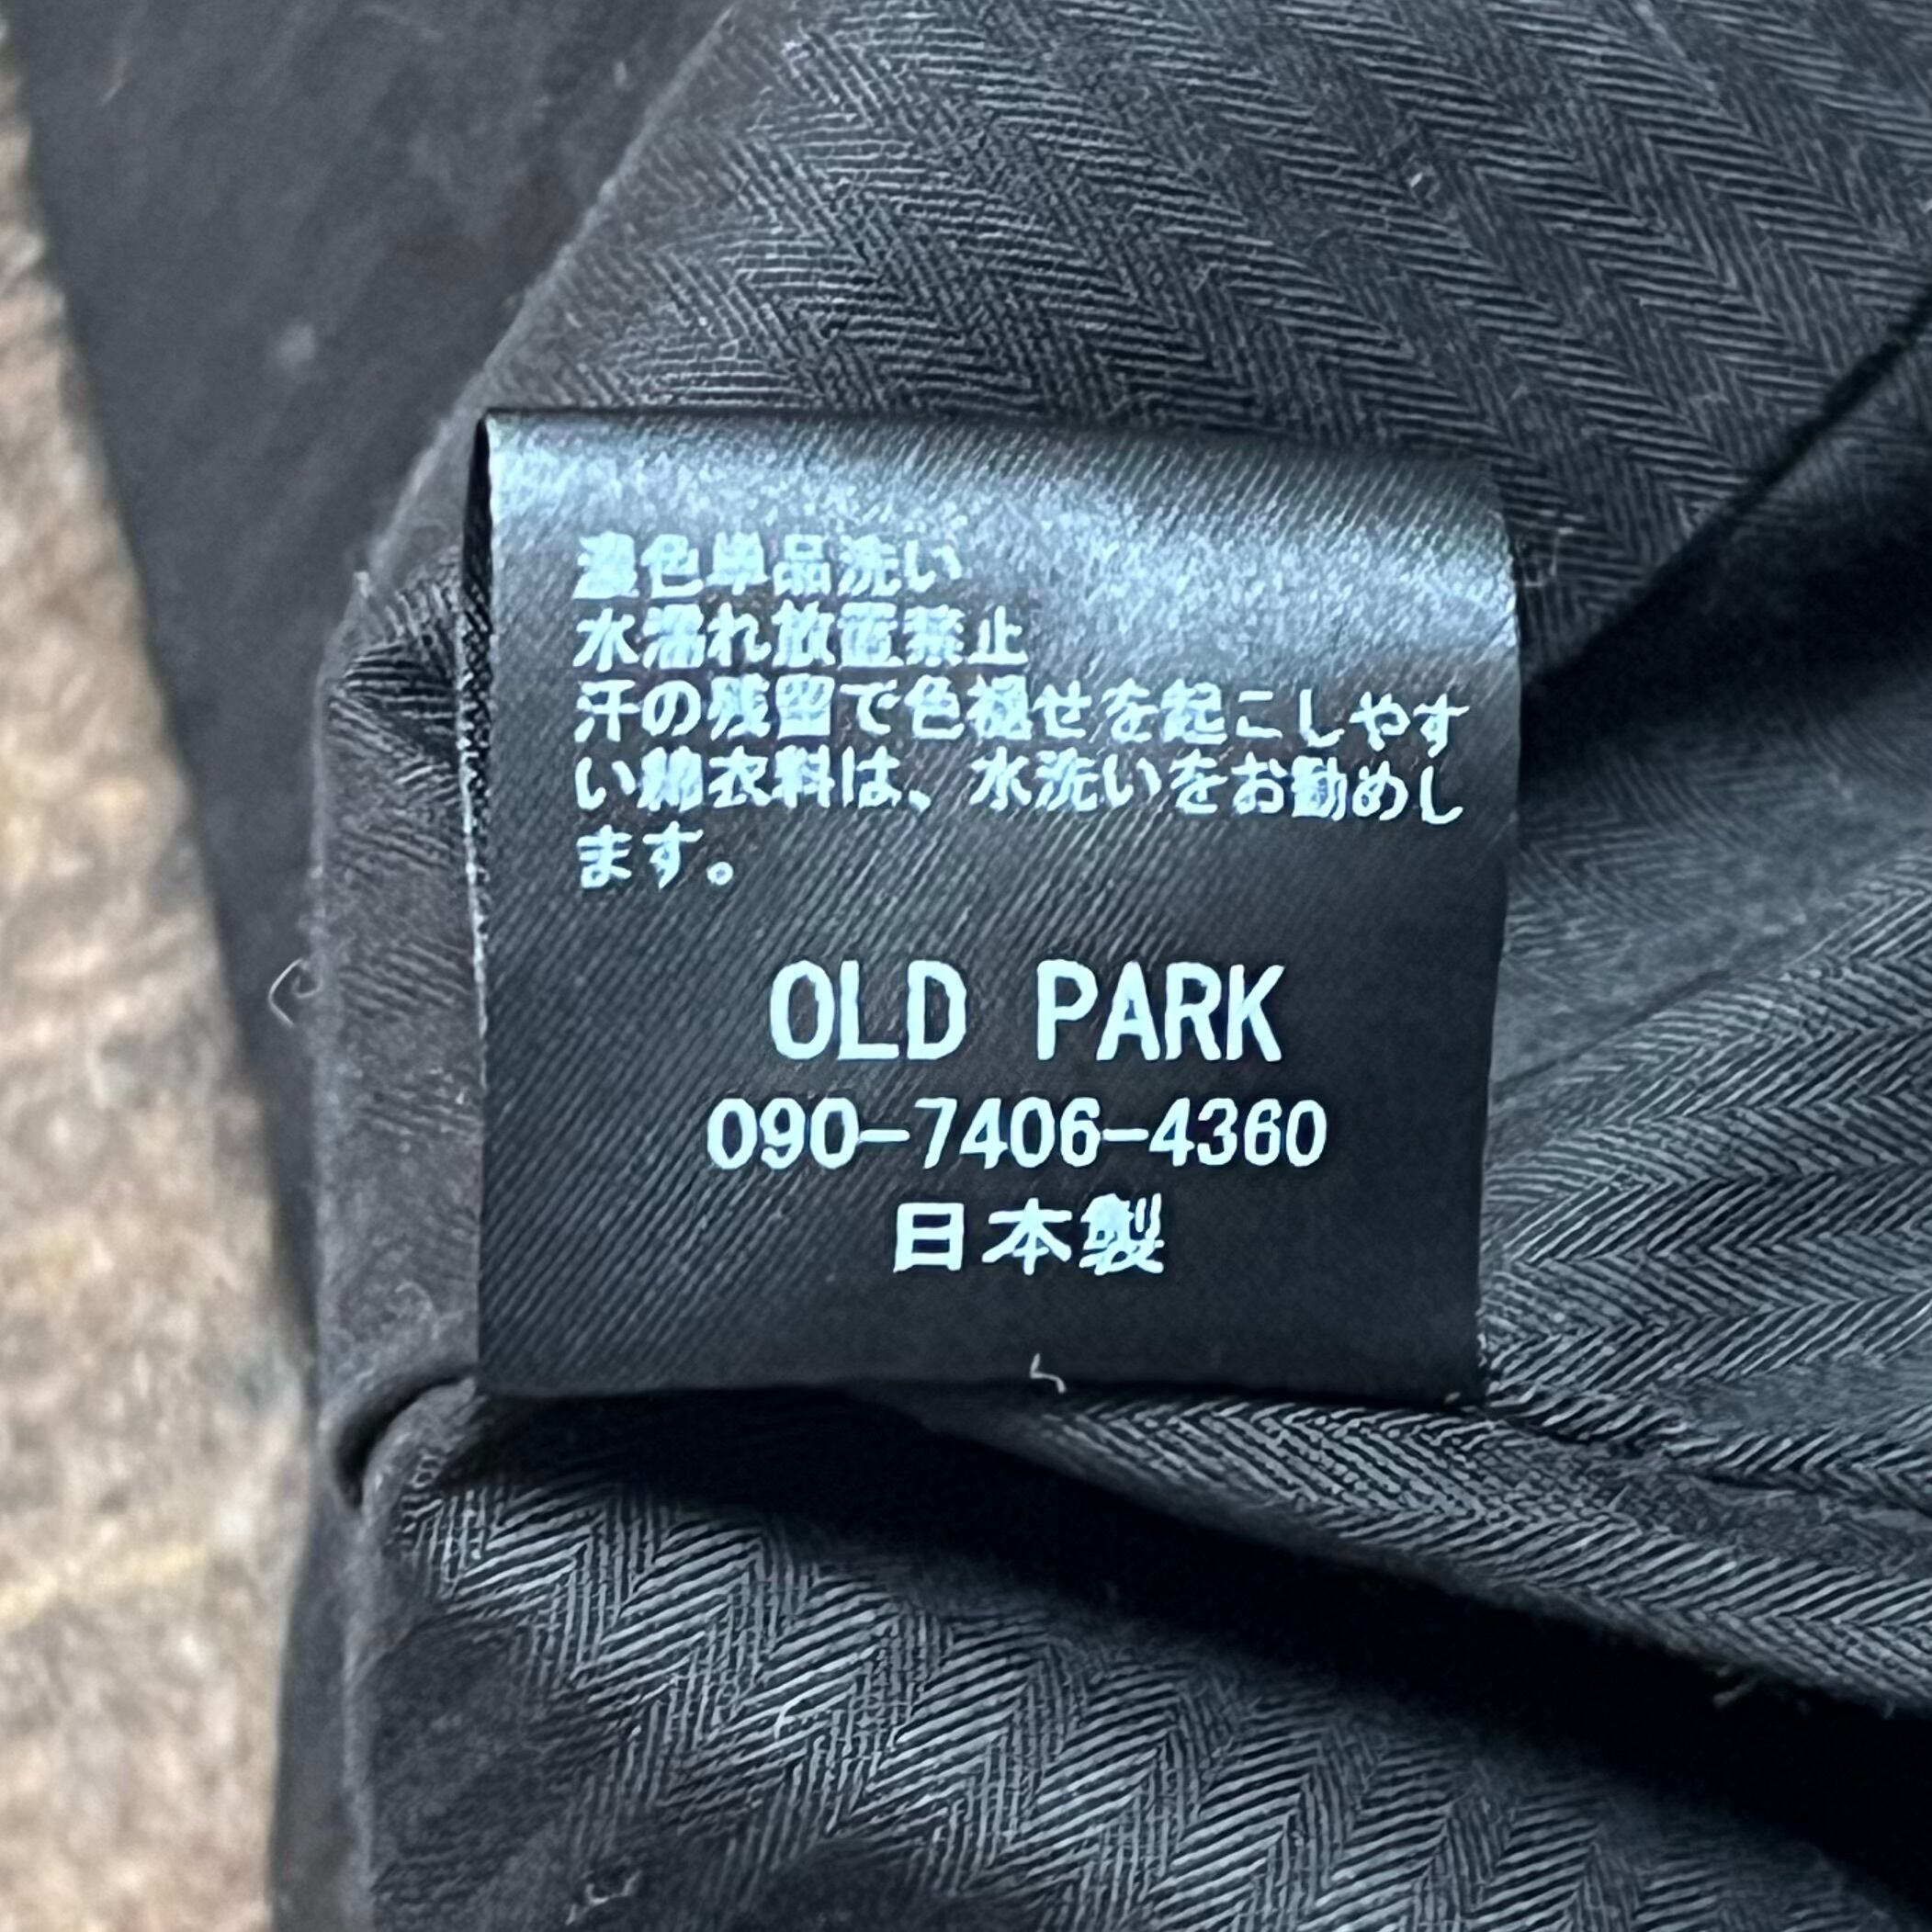 濃色単品洗い
水濡れ放置禁止
汗の残留で色褪せを起こしやす
い綿衣料は、水洗いをお勧めし
ます。
OLD PARK
090-7406-4360
日本製